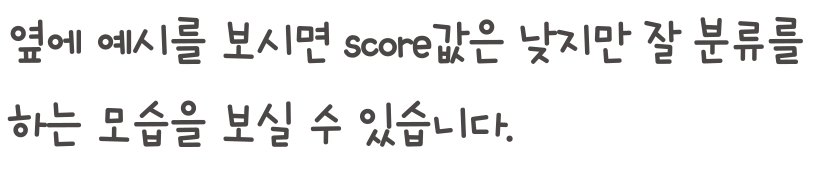 옆에 예시를 보시면 score값은 낮지만 잘 분류를
하는 모습을 보실 수 있습니다.